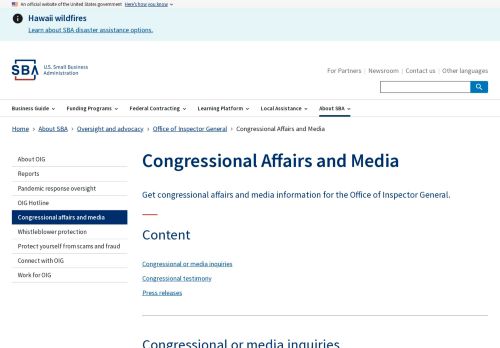 An official website of the United States government Here's how you know
Hawaii wildfires
Learn about SBA disaster assistance options.
SBA
U.S. Small Business
Administration
For Partners Newsroom Contact us Other languages
Business Guide Funding Programs Federal Contracting Learning Platform Local Assistance About SBA
Home › About SBA › Oversight and advocacy › Office of Inspector General › Congressional Affairs and Media
About OIG
Reports
Pandemic response oversight
OIG Hotline
Congressional affairs and media
Whistleblower protection
Protect yourself from scams and fraud
Connect with OIG
Work for OIG
Congressional Affairs and Media
Get congressional affairs and media information for the Office of Inspector General.
Content
Congressional or media inquiries
Congressional testimony
Press releases
Congressional or media inquiries